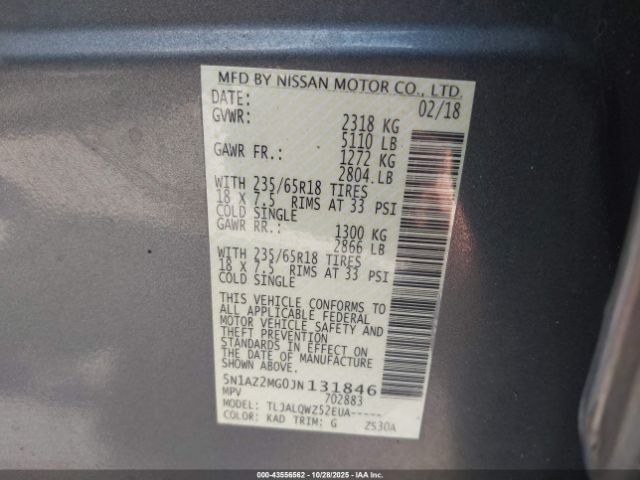 MFD BY NISSAN MOTOR CO., LTD.
DATE: 02/18
GVWR: 2318 KG
5110 LB
GAWR FR.: 1272 KG
2804 LB
WITH 235/65R18 TIRES
18 X 7.5 RIMS AT 33 PSI
COLD SINGLE
GAWR RR.: 1300 KG
2866 LB
WITH 235/65R18 TIRES
18 X 7.5 RIMS AT 33 PSI
COLD SINGLE
THIS VEHICLE CONFORMS TO
ALL APPLICABLE FEDERAL
MOTOR VEHICLE SAFETY AND
THEFT PREVENTION
STANDARDS IN EFFECT ON
THE DATE OF MANUFACTURE
SHOWN ABOVE.
5N1AZ2MG0JN131846
MPV 702883
MODEL: TLJALQWZ52EUA-----
COLOR: KAD TRIM: G ZS30A
000-43556562 - 10/28/2025 - IAAI.com